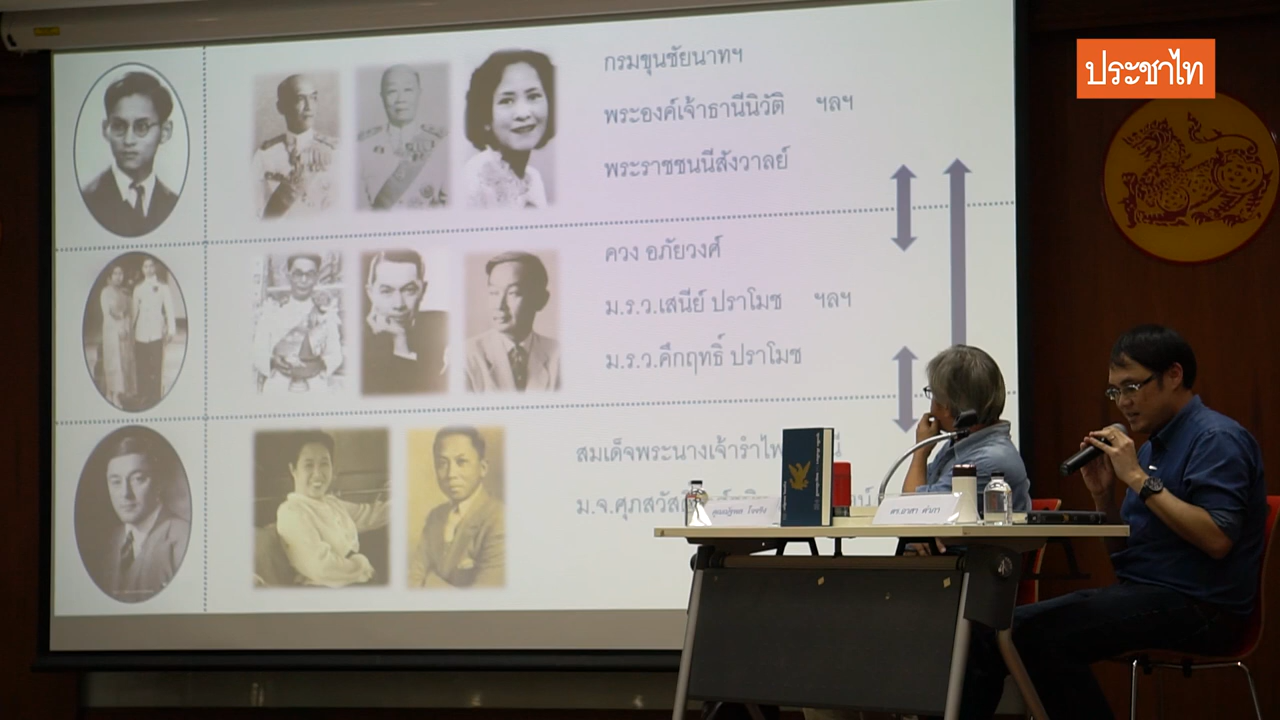 ประชาไท
กรมขุนชัยนาทฯ
พระองค์เจ้าธานีนิวัติ ฯลฯ
พระราชชนนีสังวาลย์
ควง อภัยวงศ์
ม.ร.ว.เสนีย์ ปราโมช ฯลฯ
ม.ร.ว.คึกฤทธิ์ ปราโมช
สมเด็จพระนางเจ้ารำไพ
ม.จ.ศุภสวัส